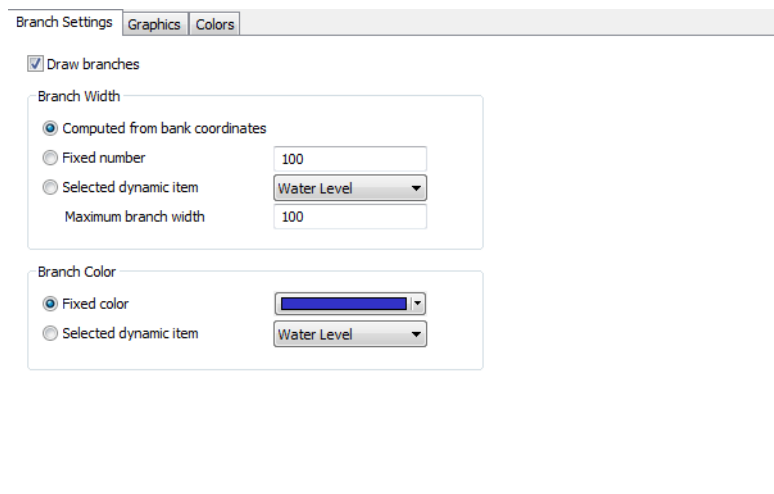 Branch Settings Graphics Colors
Draw branches
Branch Width
Computed from bank coordinates
Fixed number 100
Selected dynamic item Water Level
Maximum branch width 100
Branch Color
Fixed color
Selected dynamic item Water Level